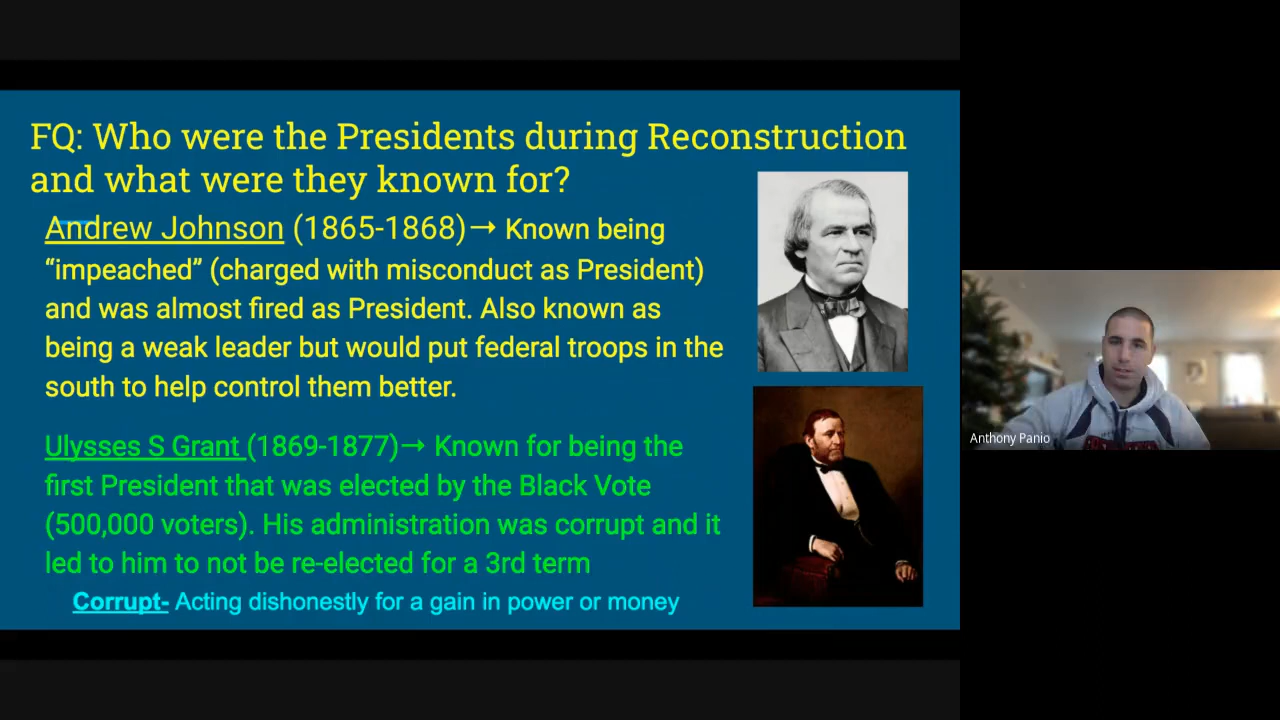 FQ: Who were the Presidents during Reconstruction
and what were they known for?
Andrew Johnson (1865-1868)→ Known being
“impeached” (charged with misconduct as President)
and was almost fired as President. Also known as
being a weak leader but would put federal troops in the
south to help control them better.
Ulysses S Grant (1869-1877)→ Known for being the
first President that was elected by the Black Vote
(500,000 voters). His administration was corrupt and it
led to him to not be re-elected for a 3rd term
Corrupt- Acting dishonestly for a gain in power or money
Anthony Panio